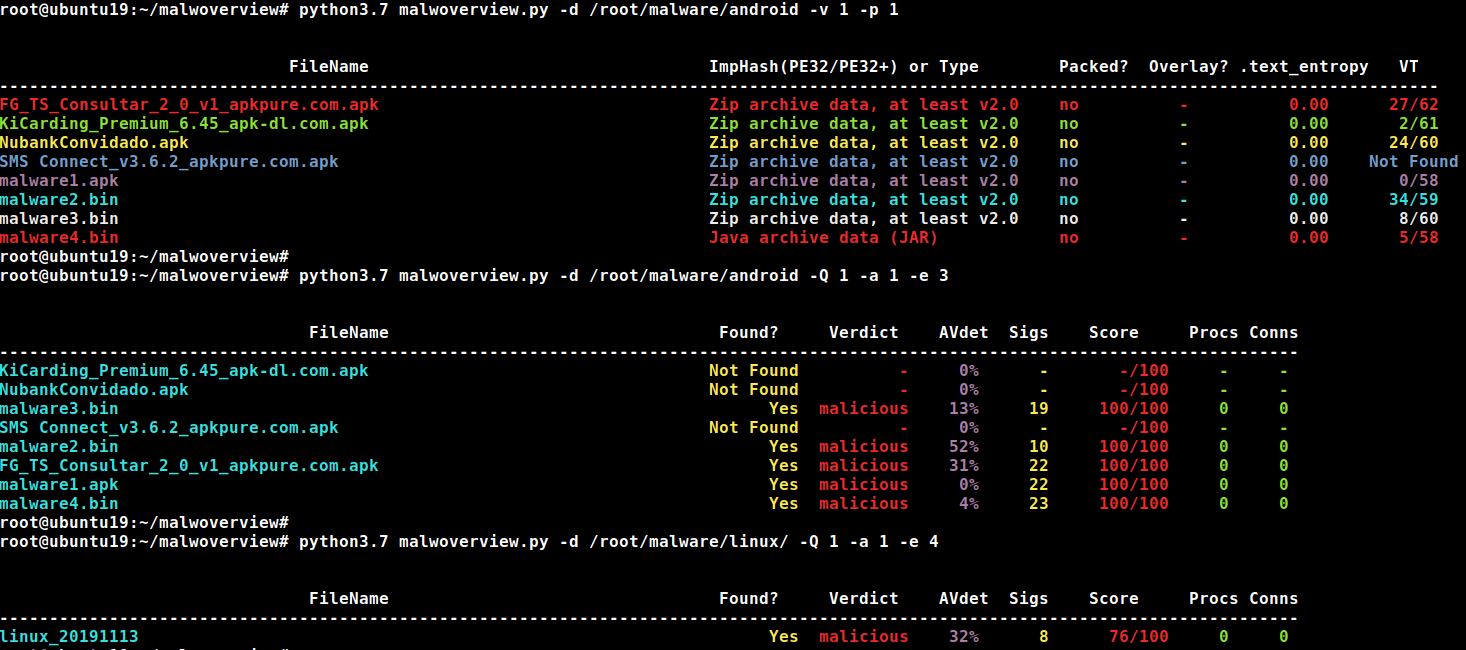 root@ubuntu19:~/malwoverview# python3.7 malwoverview.py -d /root/malware/android -v 1 -p 1
FileName ImpHash(PE32/PE32+) or Type Packed? Overlay? .text_entropy VT
--------------------------------------------------------------------------------
FG_TS_Consultar_2_0_v1_apkpure.com.apk Zip archive data, at least v2.0 no - 0.00 27/62
KiCarding_Premium_6.45_apk-dl.com.apk Zip archive data, at least v2.0 no - 0.00 2/61
NubankConvidado.apk Zip archive data, at least v2.0 no - 0.00 24/60
SMS Connect_v3.6.2_apkpure.com.apk Zip archive data, at least v2.0 no - 0.00 Not Found
malware1.apk Zip archive data, at least v2.0 no - 0.00 0/58
malware2.bin Zip archive data, at least v2.0 no - 0.00 34/59
malware3.bin Zip archive data, at least v2.0 no - 0.00 8/60
malware4.bin Java archive data (JAR) no - 0.00 5/58
root@ubuntu19:~/malwoverview#
root@ubuntu19:~/malwoverview# python3.7 malwoverview.py -d /root/malware/android -Q 1 -a 1 -e 3
FileName Found? Verdict AVdet Sigs Score Procs Conns
--------------------------------------------------------------------------------
KiCarding_Premium_6.45_apk-dl.com.apk Not Found - 0% - -/100 - -
NubankConvidado.apk Not Found - 0% - -/100 - -
malware3.bin Yes malicious 13% 19 100/100 0 0
SMS Connect_v3.6.2_apkpure.com.apk Not Found - 0% - -/100 - -
malware2.bin Yes malicious 52% 10 100/100 0 0
FG_TS_Consultar_2_0_v1_apkpure.com.apk Yes malicious 31% 22 100/100 0 0
malware1.apk Yes malicious 0% 22 100/100 0 0
malware4.bin Yes malicious 4% 23 100/100 0 0
root@ubuntu19:~/malwoverview#
root@ubuntu19:~/malwoverview# python3.7 malwoverview.py -d /root/malware/linux/ -Q 1 -a 1 -e 4
FileName Found? Verdict AVdet Sigs Score Procs Conns
--------------------------------------------------------------------------------
linux_20191113 Yes malicious 32% 8 76/100 0 0